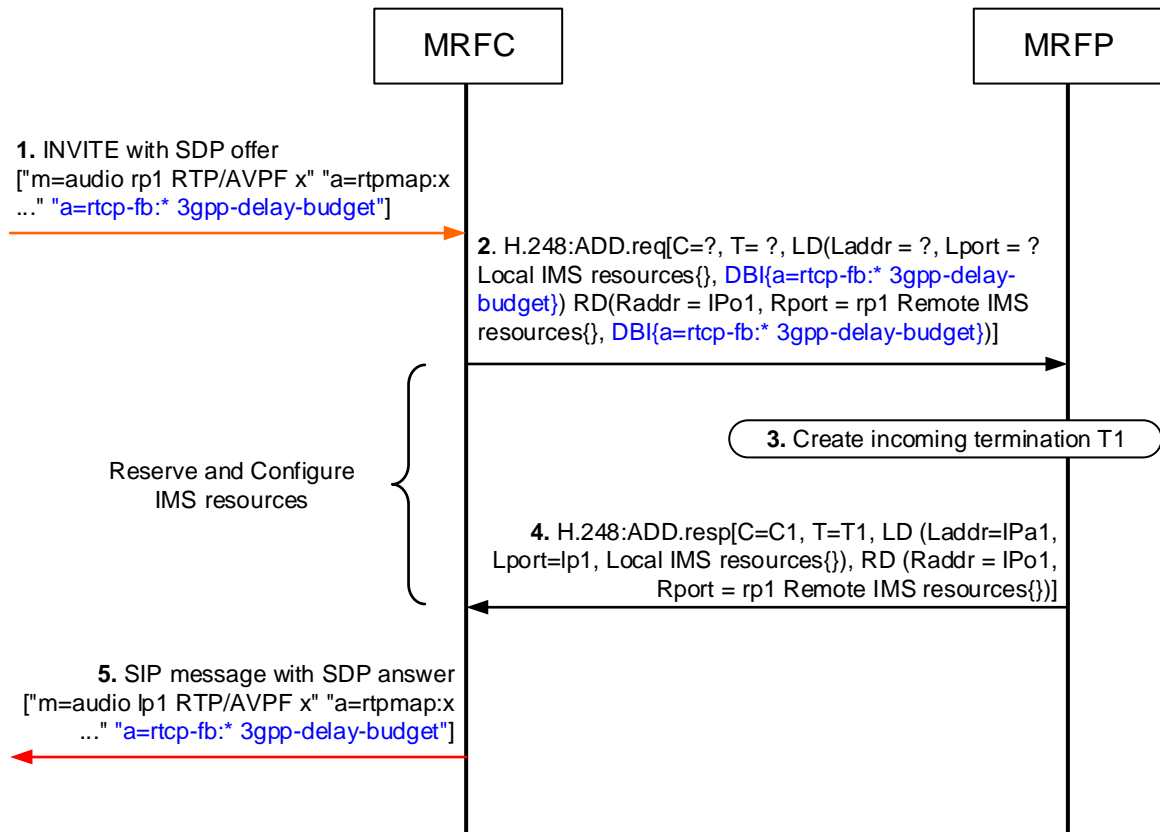 MRFC
MRFP
1. INVITE with SDP offer
["m=audio rp1 RTP/AVPF x" "a=rtpmap:x
..." "a=rtcp-fb:* 3gpp-delay-budget"]
2. H.248:ADD.req[C=?, T= ?, LD(Laddr = ?, Lport = ?
Local IMS resources{}, DBI{a=rtcp-fb:* 3gpp-delay-
budget}) RD(Raddr = IPo1, Rport = rp1 Remote IMS
resources{}, DBI{a=rtcp-fb:* 3gpp-delay-budget})]
3. Create incoming termination T1
Reserve and Configure
IMS resources
4. H.248:ADD.resp[C=C1, T=T1, LD (Laddr=IPa1,
Lport=lp1, Local IMS resources{}), RD (Raddr = IPo1,
Rport = rp1 Remote IMS resources{})]
5. SIP message with SDP answer
["m=audio lp1 RTP/AVPF x" "a=rtpmap:x
..." "a=rtcp-fb:* 3gpp-delay-budget"]